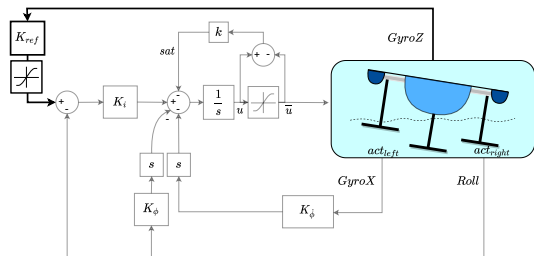 GyroZ
K_ref
sat
k
+ -
+ -
K_i
+ - - -
1/s
u
u̅
act_left
act_right
s
s
GyroX
Roll
K_ϕ
K_ϕ̇